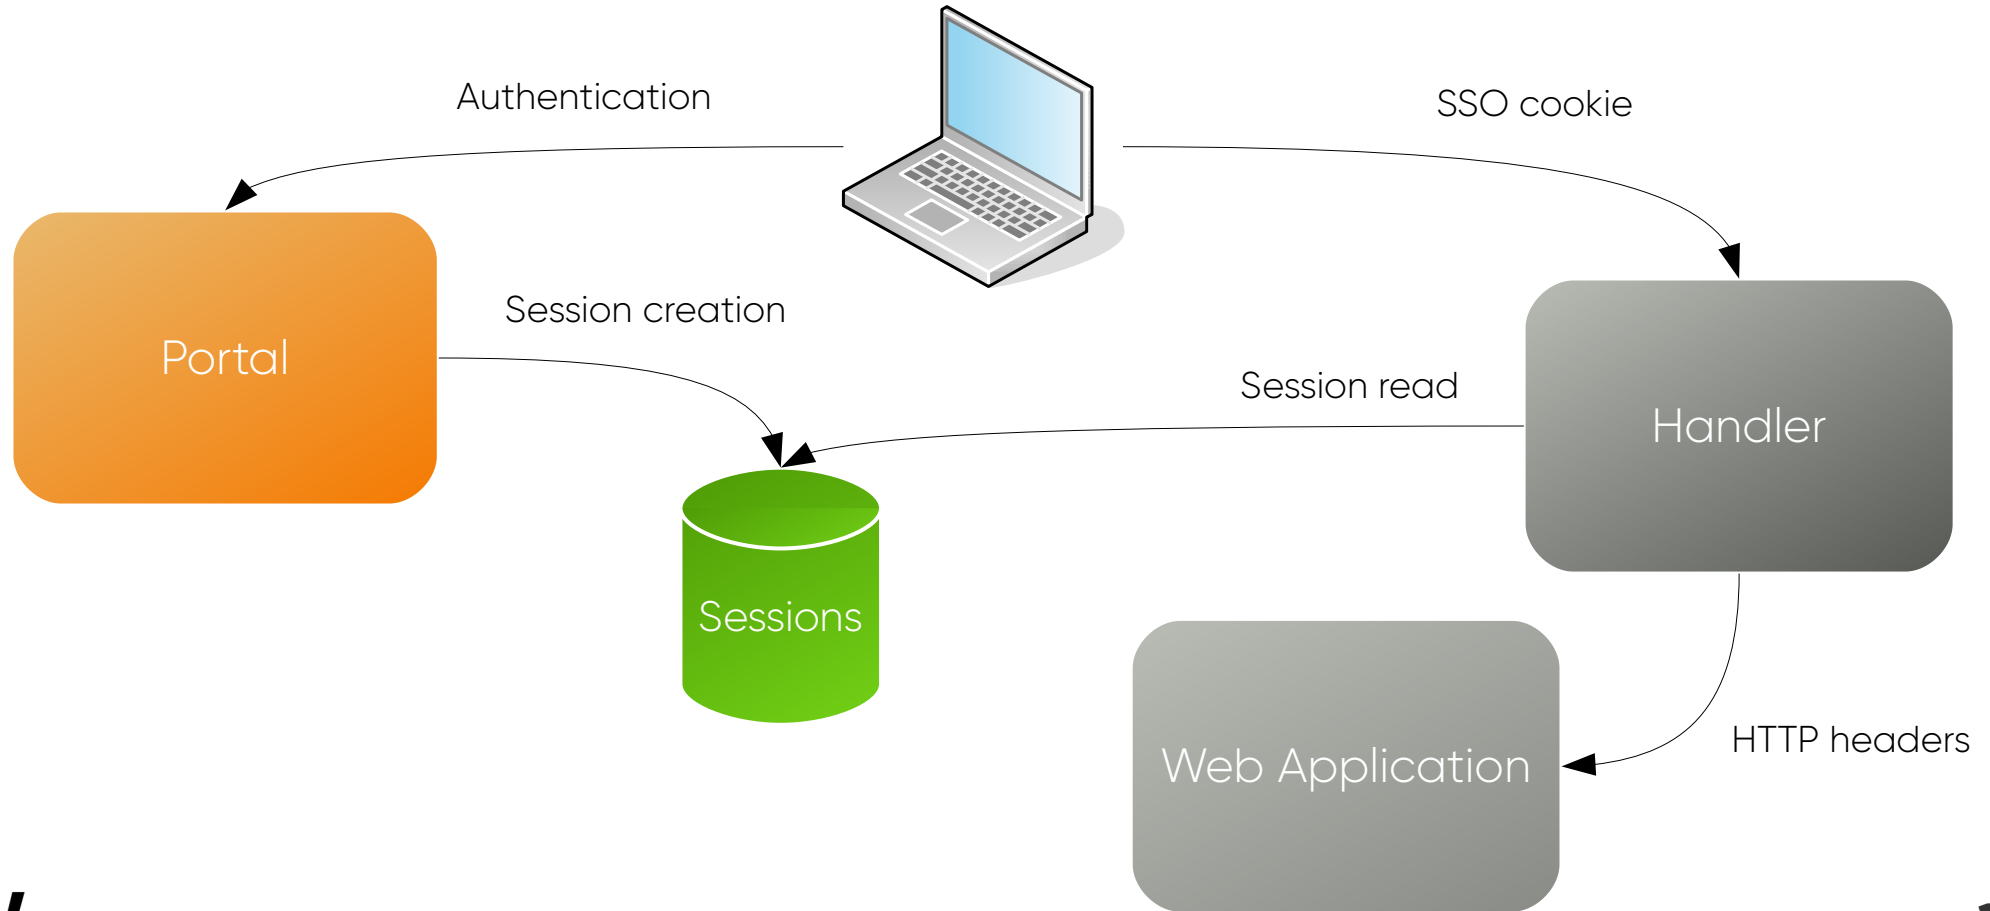 Authentication
SSO cookie
Session creation
Portal
Session read
Handler
Sessions
HTTP headers
Web Application